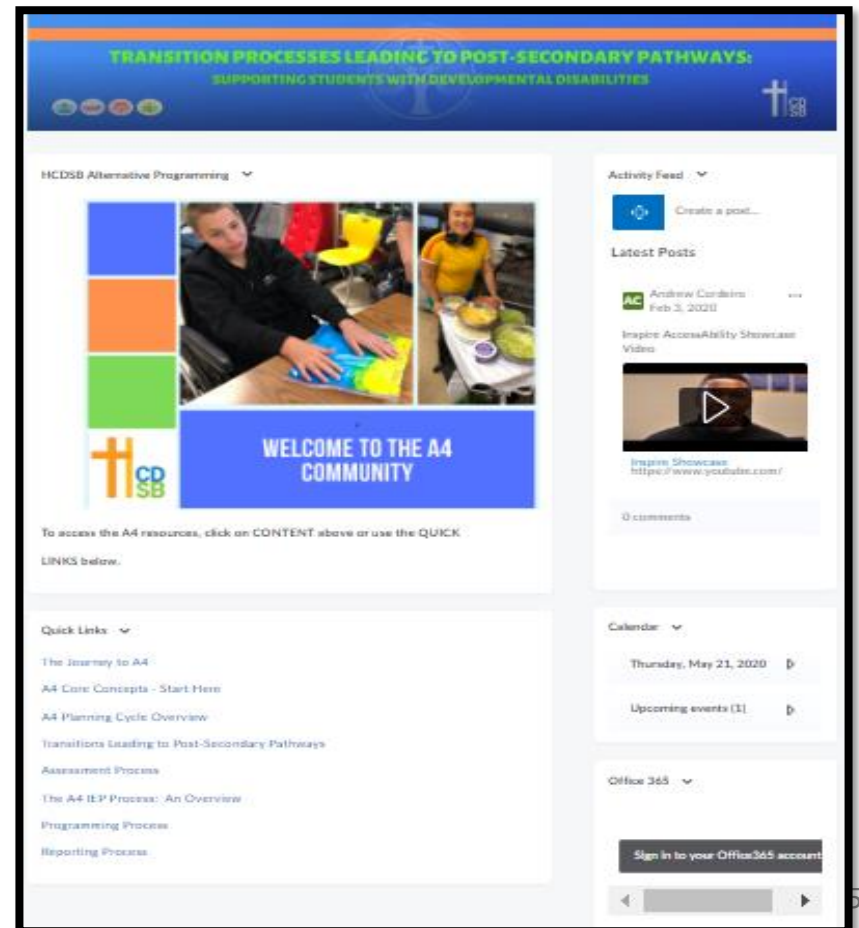 TRANSITION PROCESSES LEADING TO POST-SECONDARY PATHWAYS:
SUPPORTING STUDENTS WITH DEVELOPMENTAL DISABILITIES
H CD
SB
HCDSB Alternative Programming
H CD
SB
WELCOME TO THE A4
COMMUNITY
To access the A4 resources, click on CONTENT above or use the QUICK
LINKS below.
Quick Links
The Journey to A4
A4 Core Concepts - Start Here
A4 Planning Cycle Overview
Transitions Leading to Post-Secondary Pathways
Assessment Process
The A4 IEP Process: An Overview
Programming Process
Reporting Process
Activity Feed
Create a post...
Latest Posts
AC
Andrew Cordeiro
Feb 3, 2020
Inspire AccessAbility Showcase
Video
Inspire Showcase
https://www.youtube.com/
0 comments
Calendar
Thursday, May 21, 2020
Upcoming events (1)
Office 365
Sign in to your Office365 account
5